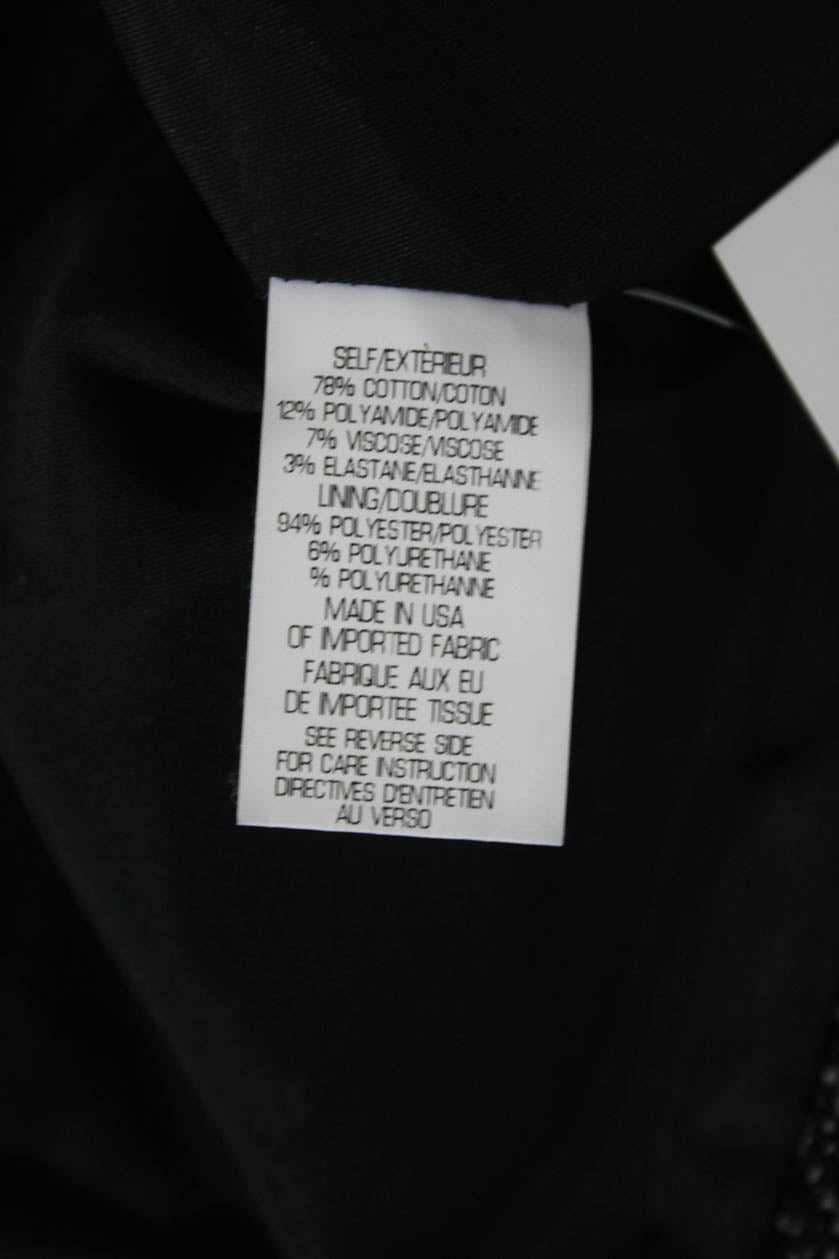 SELF/EXTÈRIEUR
78% COTTON/COTON
12% POLYAMIDE/POLYAMIDE
7% VISCOSE/VISCOSE
3% ELASTANE/ELASTHANNE
LINING/DOUBLURE
94% POLYESTER/POLYESTER
6% POLYURETHANE
% POLYURETHANNE
MADE IN USA
OF IMPORTED FABRIC
FABRIQUE AUX EU
DE IMPORTEE TISSUE
SEE REVERSE SIDE
FOR CARE INSTRUCTION
DIRECTIVES D'ENTRETIEN
AU VERSO